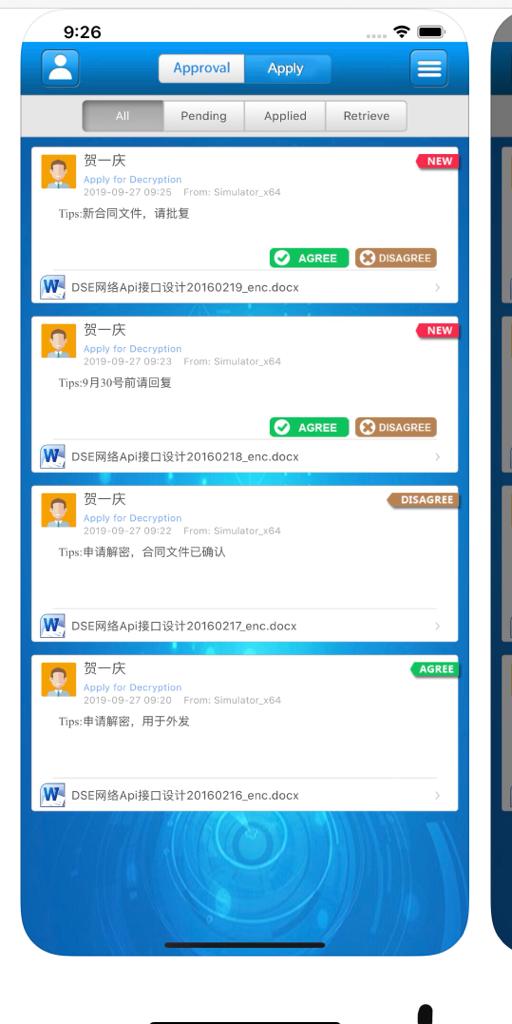 9:26
Approval Apply
All Pending Applied Retrieve
贺一庆
NEW
Apply for Decryption
2019-09-27 09:25 From: Simulator_x64
Tips:新合同文件，请批复
AGREE DISAGREE
DSE网络Api接口设计20160219_enc.docx
贺一庆
NEW
Apply for Decryption
2019-09-27 09:23 From: Simulator_x64
Tips:9月30号前请回复
AGREE DISAGREE
DSE网络Api接口设计20160218_enc.docx
贺一庆
DISAGREE
Apply for Decryption
2019-09-27 09:22 From: Simulator_x64
Tips:申请解密，合同文件已确认
DSE网络Api接口设计20160217_enc.docx
贺一庆
AGREE
Apply for Decryption
2019-09-27 09:20 From: Simulator_x64
Tips:申请解密，用于外发
DSE网络Api接口设计20160216_enc.docx